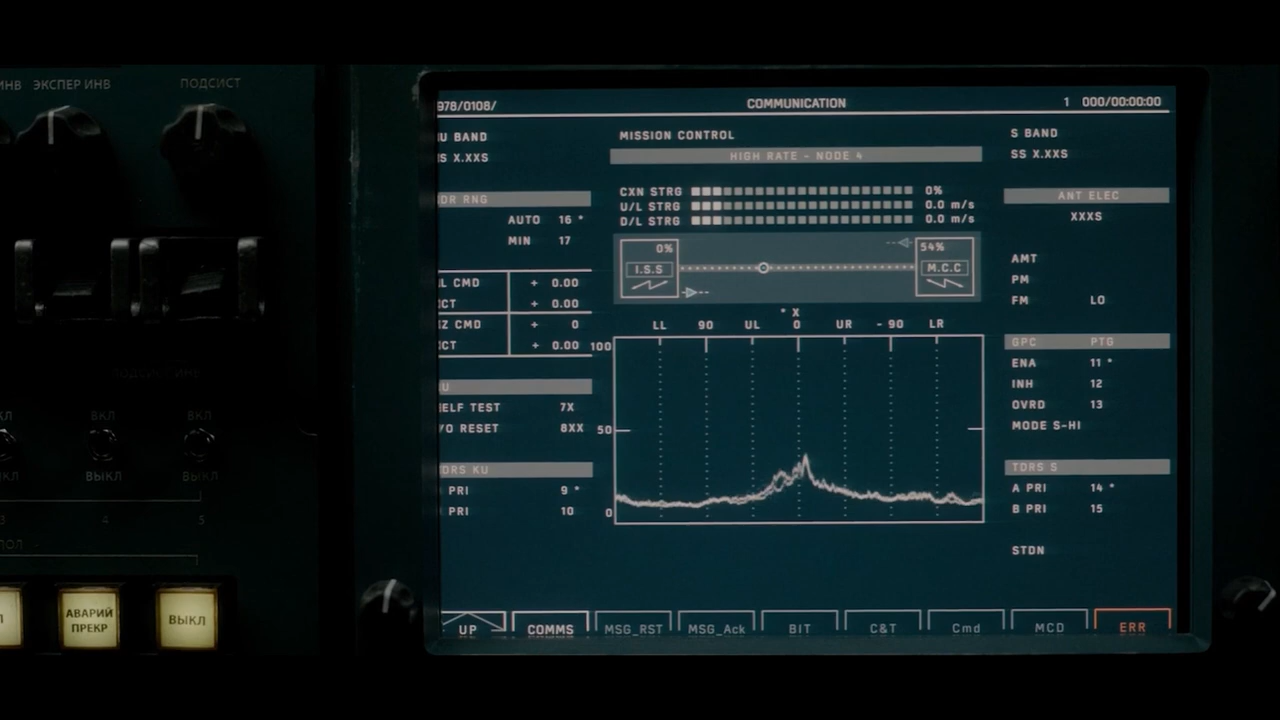 ИНВ ЭКСПЕР ИНВ ПОДСИСТ
ВКЛ ВКЛ
ВЫКЛ ВЫКЛ
3 4 5
АВАРИЙ
ПРЕКР
ВЫКЛ
978/0108/ COMMUNICATION 1 000/00:00:00
U BAND
S X.XXS
DR RNG
AUTO 16 *
MIN 17
L CMD + 0.00
CT + 0.00
Z CMD + 0
CT + 0.00
U
ELF TEST 7X
/O RESET 8XX
DRS KU
PRI 9 *
PRI 10
MISSION CONTROL
HIGH RATE - NODE 4
CXN STRG 0%
U/L STRG 0.0 m/s
D/L STRG 0.0 m/s
0% 54%
I.S.S M.C.C
* X
LL 90 UL 0 UR - 90 LR
100
50
0
S BAND
SS X.XXS
ANT ELEC
XXXS
AMT
PM
FM LO
GPC PTG
ENA 11 *
INH 12
OVRD 13
MODE S-HI
TDRS S
A PRI 14 *
B PRI 15
STDN
UP COMMS MSG_RST MSG_Ack BIT C&T Cmd MCD ERR